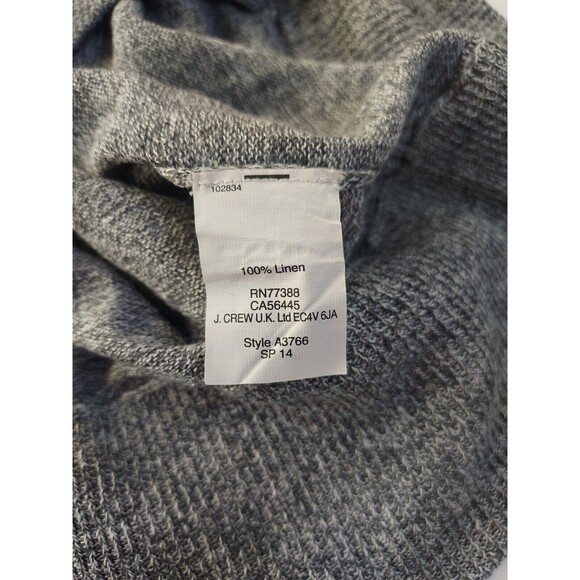 102834
100% Linen
RN77388
CA56445
J. CREW U.K. Ltd EC4V 6JA
Style A3766
SP 14